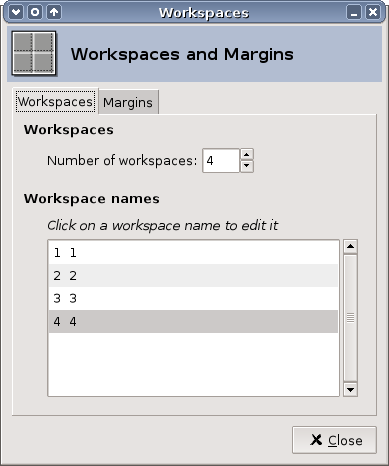 Workspaces
Workspaces and Margins
Workspaces Margins
Workspaces
Number of workspaces: 4
Workspace names
Click on a workspace name to edit it
1 1
2 2
3 3
4 4
Close